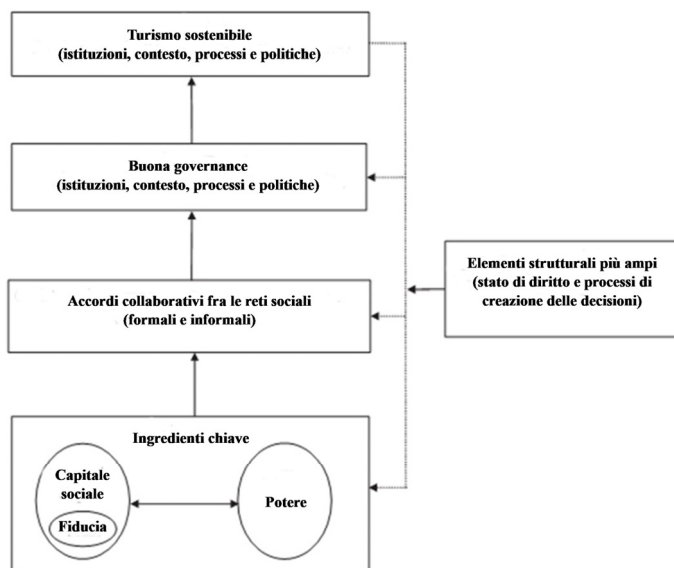 Turismo sostenibile
(istituzioni, contesto, processi e politiche)
Buona governance
(istituzioni, contesto, processi e politiche)
Elementi strutturali più ampi
(stato di diritto e processi di
creazione delle decisioni)
Accordi collaborativi fra le reti sociali
(formali e informali)
Ingredienti chiave
Capitale
sociale
Fiducia
Potere